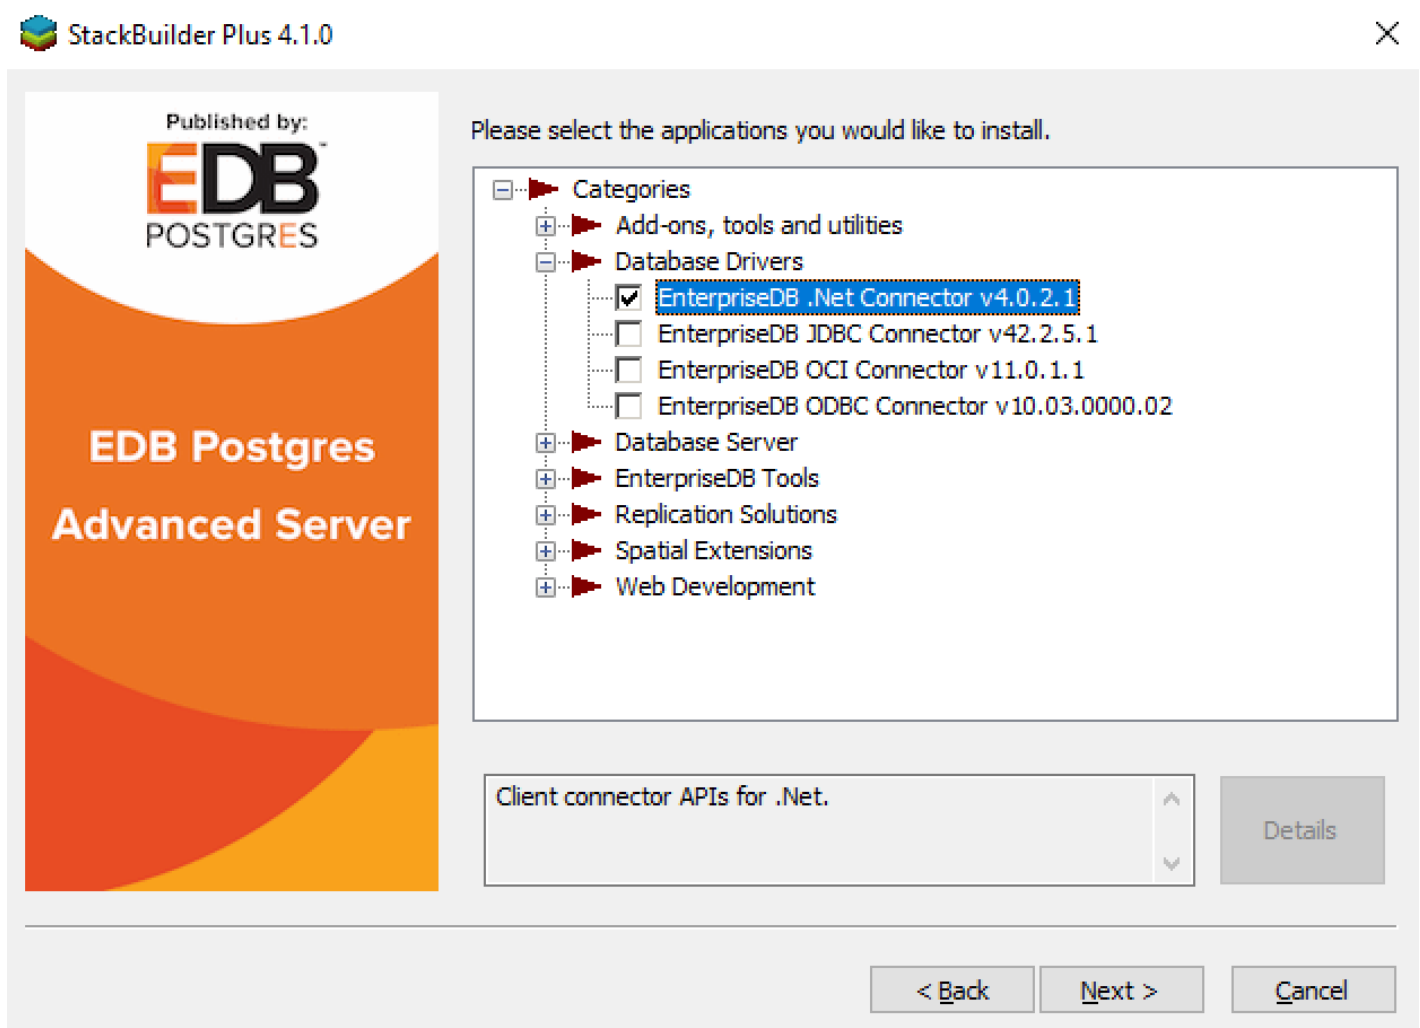 StackBuilder Plus 4.1.0
Published by:
EDB™
POSTGRES
EDB Postgres
Advanced Server
Please select the applications you would like to install.
Categories
Add-ons, tools and utilities
Database Drivers
EnterpriseDB .Net Connector v4.0.2.1
EnterpriseDB JDBC Connector v42.2.5.1
EnterpriseDB OCI Connector v11.0.1.1
EnterpriseDB ODBC Connector v10.03.0000.02
Database Server
EnterpriseDB Tools
Replication Solutions
Spatial Extensions
Web Development
Client connector APIs for .Net.
Details
< Back
Next >
Cancel